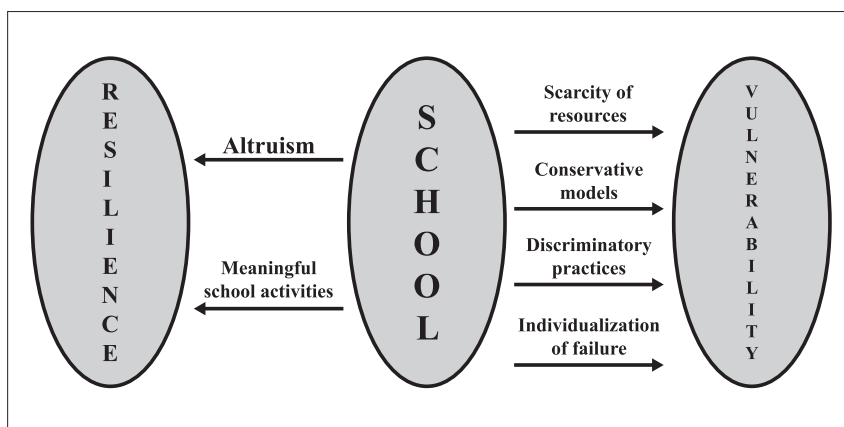 RESILIENCE
Altruism
Meaningful
school activities
SCHOOL
Scarcity of
resources
Conservative
models
Discriminatory
practices
Individualization
of failure
VULNERABILITY